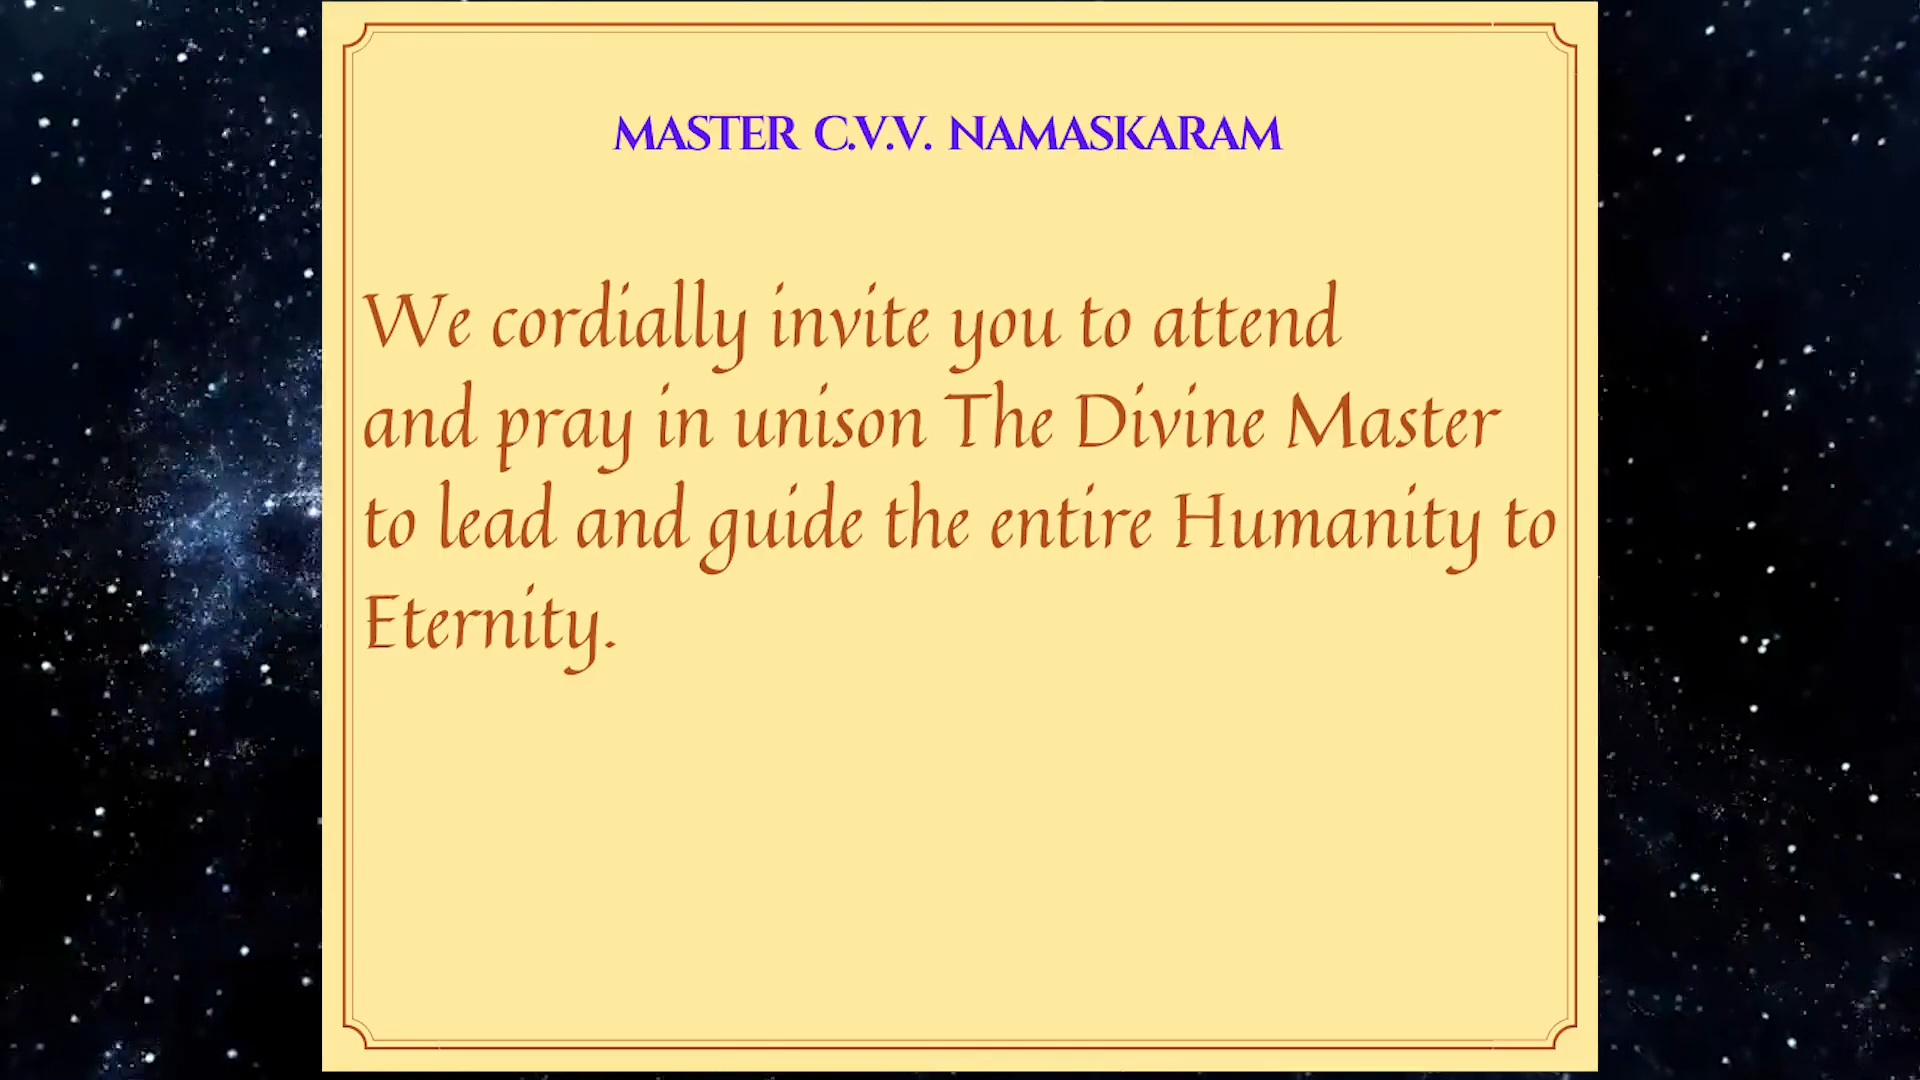 MASTER C.V.V. NAMASKARAM
We cordially invite you to attend
and pray in unison The Divine Master
to lead and guide the entire Humanity to
Eternity.